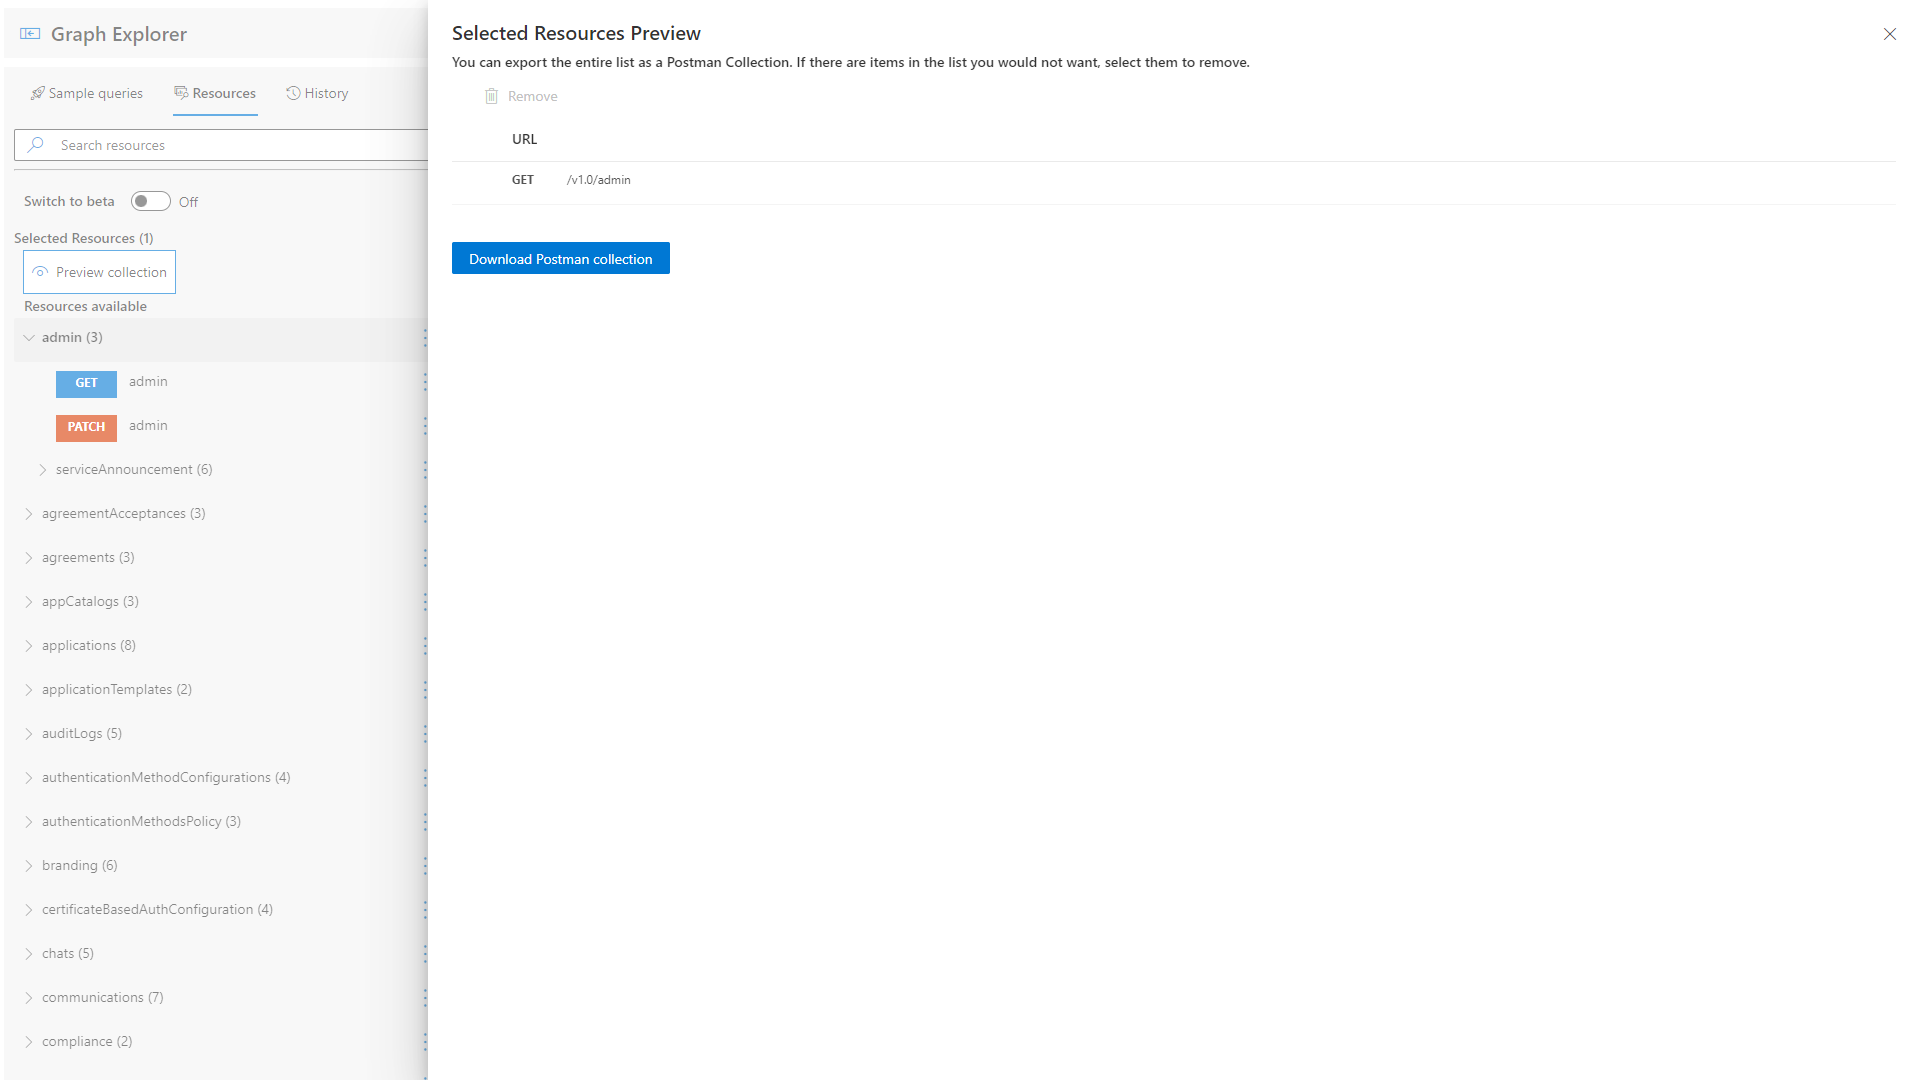 Graph Explorer
Sample queries
Resources
History
Search resources
Switch to beta
Off
Selected Resources (1)
Preview collection
Resources available
admin (3)
GET admin
PATCH admin
serviceAnnouncement (6)
agreementAcceptances (3)
agreements (3)
appCatalogs (3)
applications (8)
applicationTemplates (2)
auditLogs (5)
authenticationMethodConfigurations (4)
authenticationMethodsPolicy (3)
branding (6)
certificateBasedAuthConfiguration (4)
chats (5)
communications (7)
compliance (2)
Selected Resources Preview
You can export the entire list as a Postman Collection. If there are items in the list you would not want, select them to remove.
Remove
URL
GET /v1.0/admin
Download Postman collection